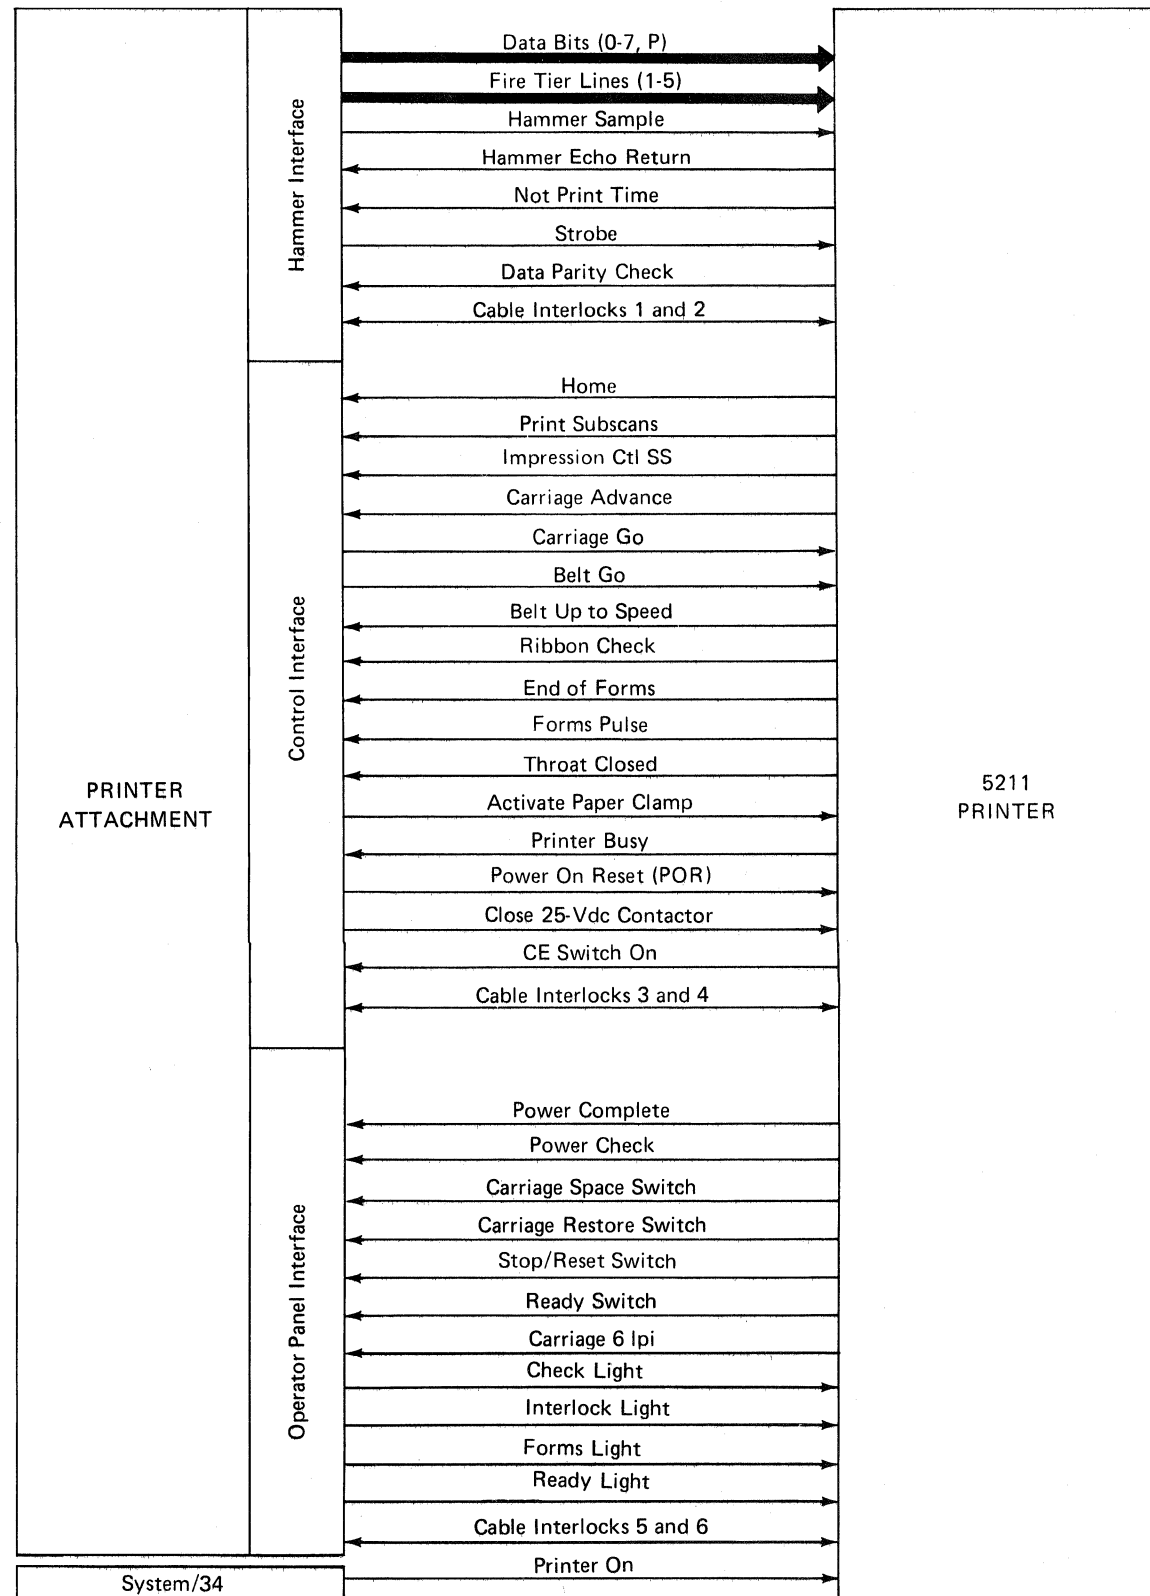 Data Bits (0-7, P)
Fire Tier Lines (1-5)
Hammer Sample
Hammer Echo Return
Not Print Time
Strobe
Data Parity Check
Cable Interlocks 1 and 2
Hammer Interface
Home
Print Subscans
Impression Ctl SS
Carriage Advance
Carriage Go
Belt Go
Belt Up to Speed
Ribbon Check
End of Forms
Forms Pulse
Throat Closed
Activate Paper Clamp
Printer Busy
Power On Reset (POR)
Close 25-Vdc Contactor
CE Switch On
Cable Interlocks 3 and 4
Control Interface
PRINTER
ATTACHMENT
5211
PRINTER
Power Complete
Power Check
Carriage Space Switch
Carriage Restore Switch
Stop/Reset Switch
Ready Switch
Carriage 6 lpi
Check Light
Interlock Light
Forms Light
Ready Light
Cable Interlocks 5 and 6
Operator Panel Interface
Printer On
System/34